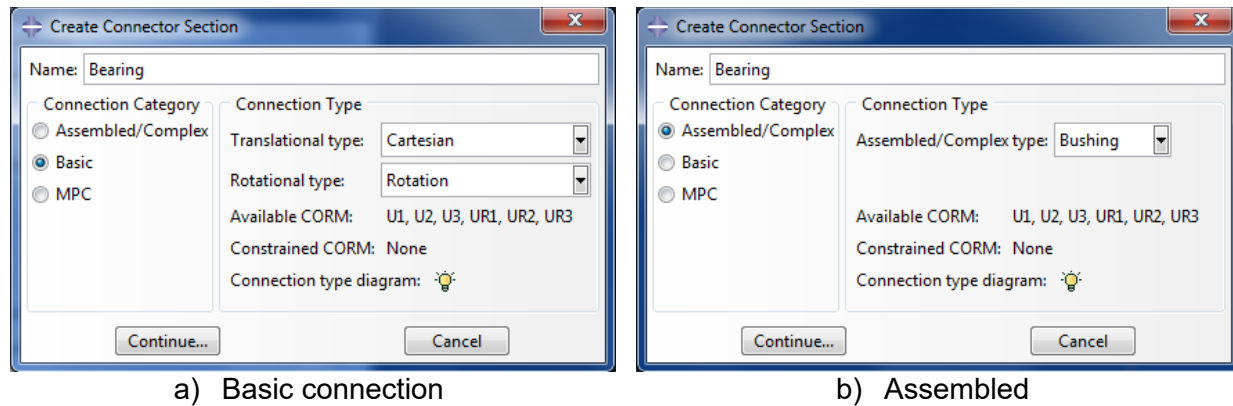 Create Connector Section
Name: Bearing
Connection Category
Assembled/Complex
Basic
MPC
Connection Type
Translational type: Cartesian
Rotational type: Rotation
Available CORM: U1, U2, U3, UR1, UR2, UR3
Constrained CORM: None
Connection type diagram:
Continue... Cancel
a) Basic connection
Create Connector Section
Name: Bearing
Connection Category
Assembled/Complex
Basic
MPC
Connection Type
Assembled/Complex type: Bushing
Available CORM: U1, U2, U3, UR1, UR2, UR3
Constrained CORM: None
Connection type diagram:
Continue... Cancel
b) Assembled